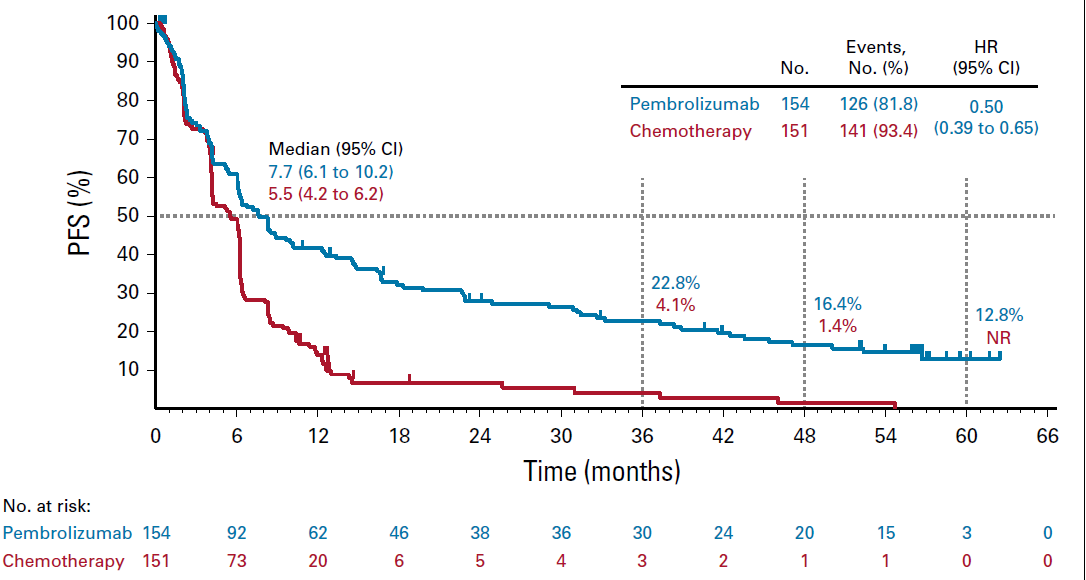 Events, HR
No. No. (%) (95% CI)
Pembrolizumab 154 126 (81.8) 0.50
Chemotherapy 151 141 (93.4) (0.39 to 0.65)
Median (95% CI)
7.7 (6.1 to 10.2)
5.5 (4.2 to 6.2)
22.8%
4.1%
16.4%
1.4%
12.8%
NR
PFS (%)
100
90
80
70
60
50
40
30
20
10
0 6 12 18 24 30 36 42 48 54 60 66
Time (months)
No. at risk:
Pembrolizumab 154 92 62 46 38 36 30 24 20 15 3 0
Chemotherapy 151 73 20 6 5 4 3 2 1 1 0 0